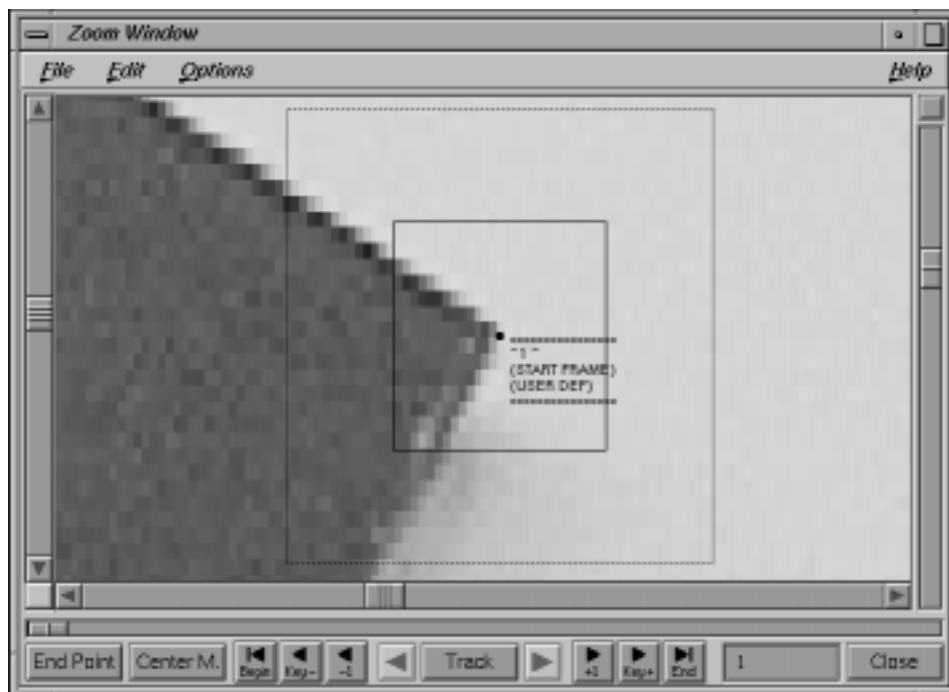 Zoom Window
File Edit Options Help
" 1 "
(START FRAME)
(USER DEF)
End Point Center M. Begin Key- -1 Track +1 Key+ End 1 Close